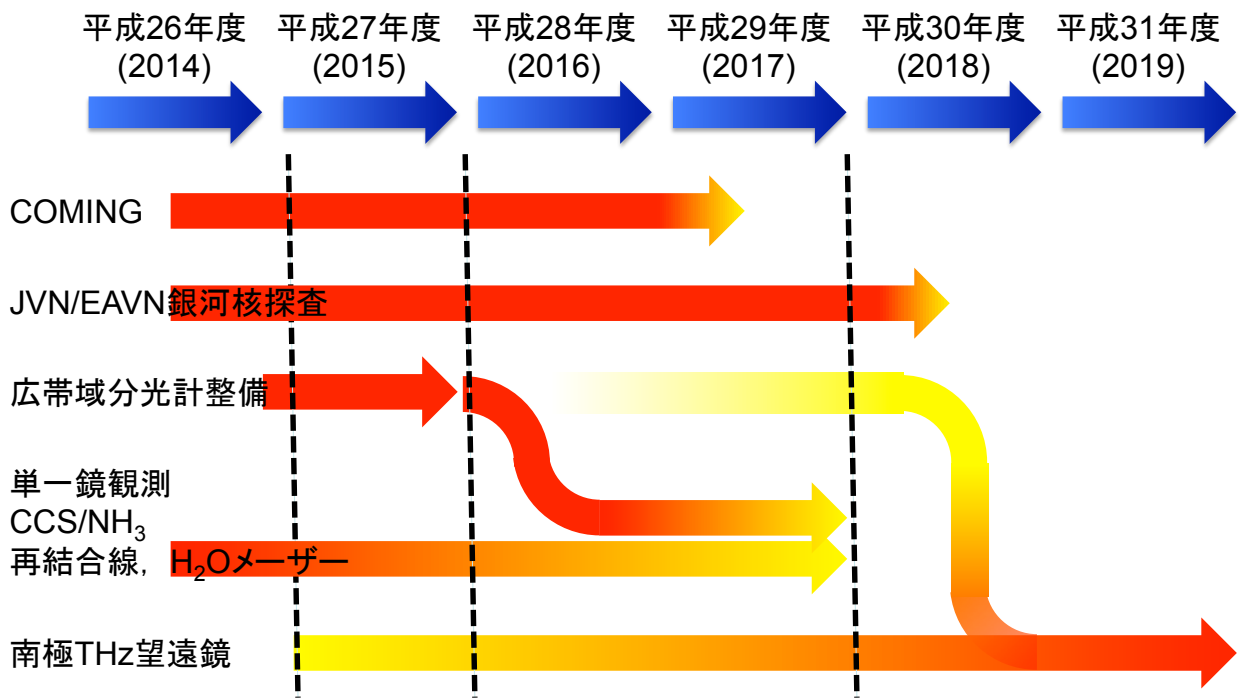 平成26年度 平成27年度 平成28年度 平成29年度 平成30年度 平成31年度
(2014) (2015) (2016) (2017) (2018) (2019)
COMING
JVN/EAVN銀河核探査
広帯域分光計整備
単一鏡観測
CCS/NH₃
再結合線, H₂Oメーザー
南極THz望遠鏡